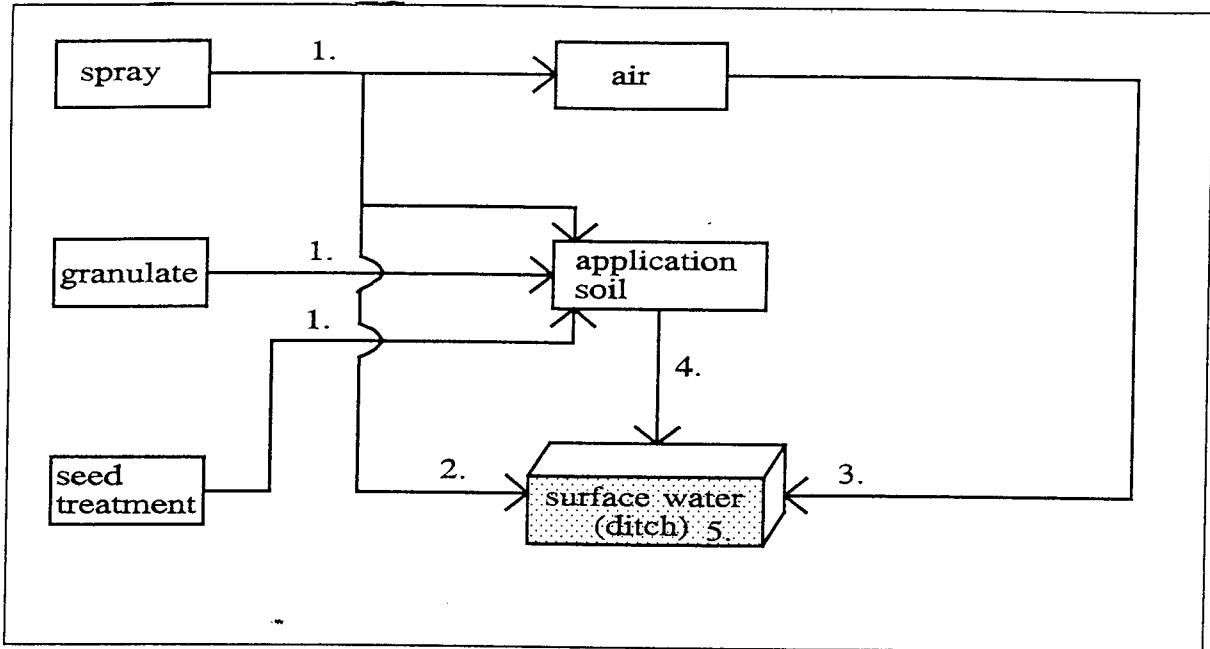 1.
spray
air
1.
granulate
application
soil
1.
4.
seed
treatment
2.
3.
surface water
(ditch) 5.